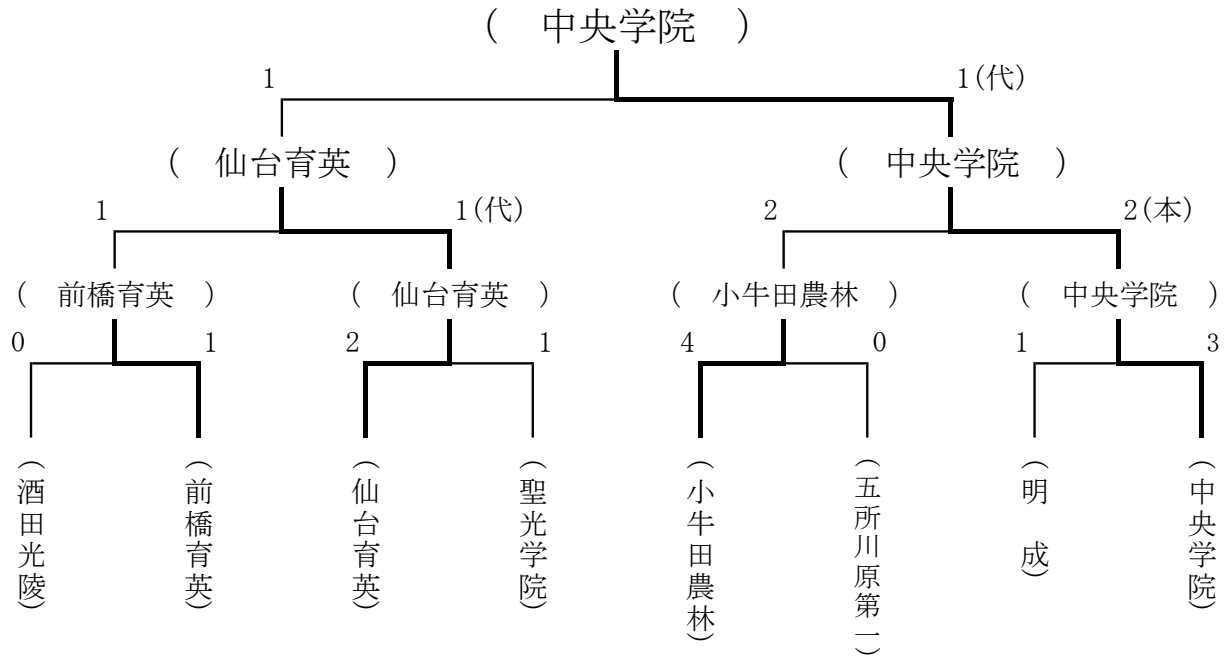 ( 中央学院 )
1 1(代)
( 仙台育英 ) ( 中央学院 )
1 1(代) 2 2(本)
( 前橋育英 ) ( 仙台育英 ) ( 小牛田農林 ) ( 中央学院 )
0 1 2 1 4 0 1 3
(酒田光陵)
(前橋育英)
(仙台育英)
(聖光学院)
(小牛田農林)
(五所川原第一)
(明 成)
(中央学院)